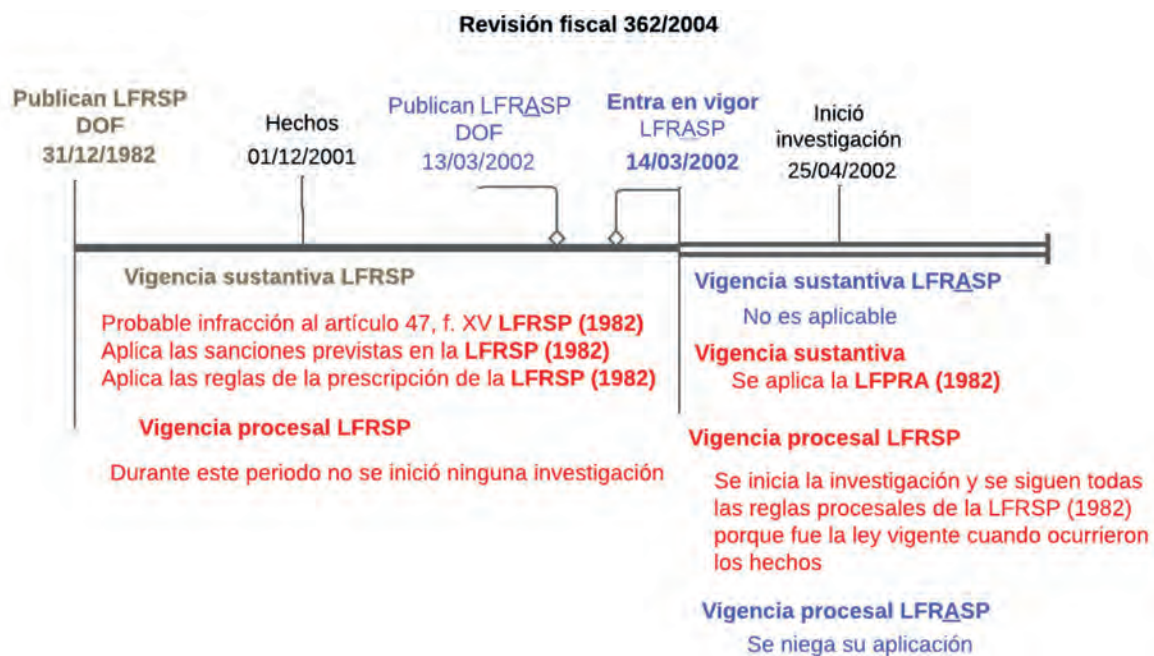 Revisión fiscal 362/2004
Publican LFRSP
DOF
31/12/1982
Hechos
01/12/2001
Publican LFRASP
DOF
13/03/2002
Entra en vigor
LFRASP
14/03/2002
Inició
investigación
25/04/2002
Vigencia sustantiva LFRSP
Probable infracción al artículo 47, f. XV LFRSP (1982)
Aplica las sanciones previstas en la LFRSP (1982)
Aplica las reglas de la prescripción de la LFRSP (1982)
Vigencia procesal LFRSP
Durante este periodo no se inició ninguna investigación
Vigencia sustantiva LFRASP
No es aplicable
Vigencia sustantiva
Se aplica la LFPRA (1982)
Vigencia procesal LFRSP
Se inicia la investigación y se siguen todas
las reglas procesales de la LFRSP (1982)
porque fue la ley vigente cuando ocurrieron
los hechos
Vigencia procesal LFRASP
Se niega su aplicación